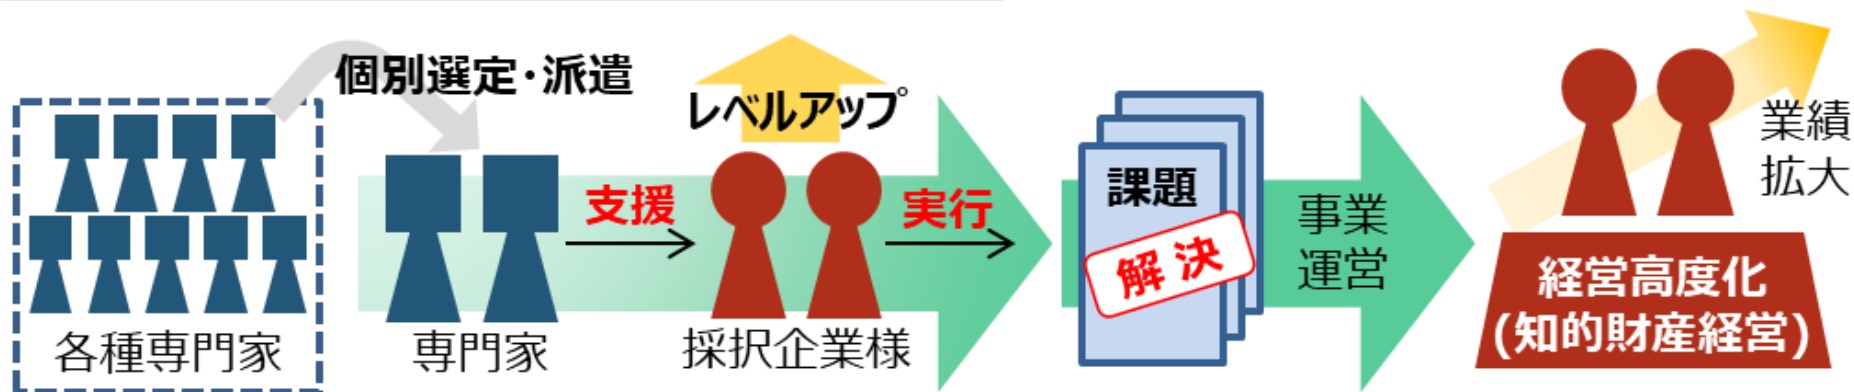 個別選定・派遣
各種専門家
専門家
支援
レベルアップ
採択企業様
実行
課題
解決
事業
運営
業績
拡大
経営高度化
(知的財産経営)